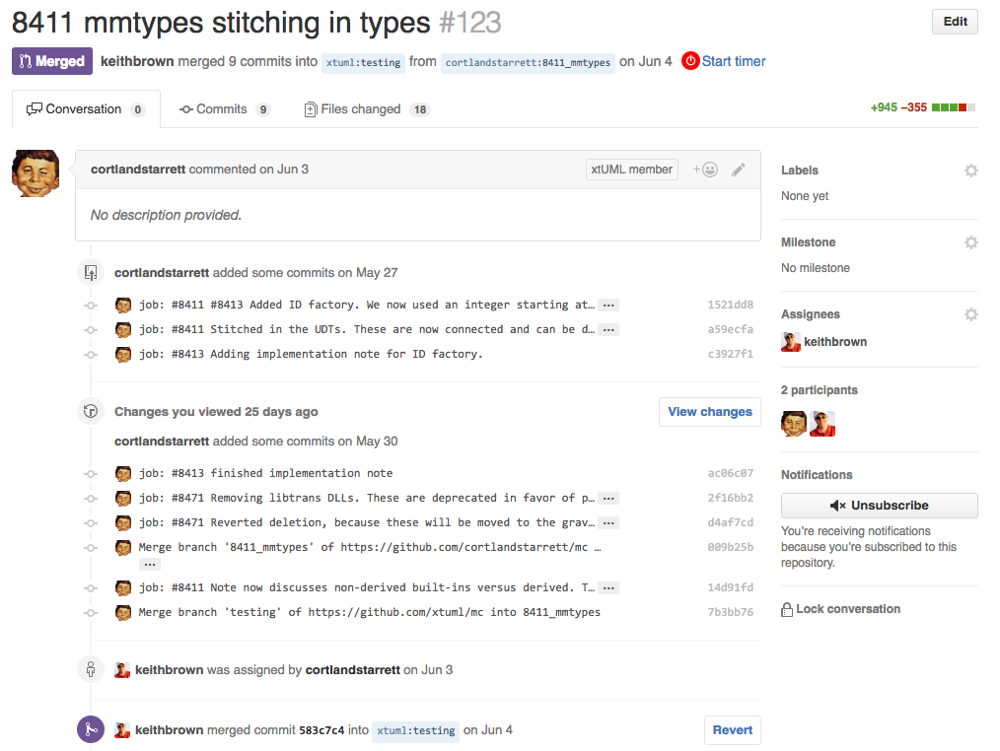 8411 mmtypes stitching in types #123
Edit
Merged keithbrown merged 9 commits into xtuml:testing from cortlandstarrett:8411_mmtypes on Jun 4 Start timer
Conversation 0 Commits 9 Files changed 18 +945 −355
cortlandstarrett commented on Jun 3 xtUML member +
No description provided.
cortlandstarrett added some commits on May 27
job: #8411 #8413 Added ID factory. We now used an integer starting at… … 1521dd8
job: #8411 Stitched in the UDTs. These are now connected and can be d… … a59ecfa
job: #8413 Adding implementation note for ID factory. c3927f1
Changes you viewed 25 days ago View changes
cortlandstarrett added some commits on May 30
job: #8413 finished implementation note ac06c07
job: #8471 Removing libtrans DLLs. These are deprecated in favor of p… … 2f16bb2
job: #8471 Reverted deletion, because these will be moved to the grav… … d4af7cd
Merge branch '8411_mmtypes' of https://github.com/cortlandstarrett/mc … 009b25b
…
job: #8411 Note now discusses non-derived built-ins versus derived. T… … 14d91fd
Merge branch 'testing' of https://github.com/xtuml/mc into 8411_mmtypes 7b3bb76
keithbrown was assigned by cortlandstarrett on Jun 3
keithbrown merged commit 583c7c4 into xtuml:testing on Jun 4 Revert
Labels
None yet
Milestone
No milestone
Assignees
keithbrown
2 participants
Notifications
Unsubscribe
You're receiving notifications
because you're subscribed to this
repository.
Lock conversation